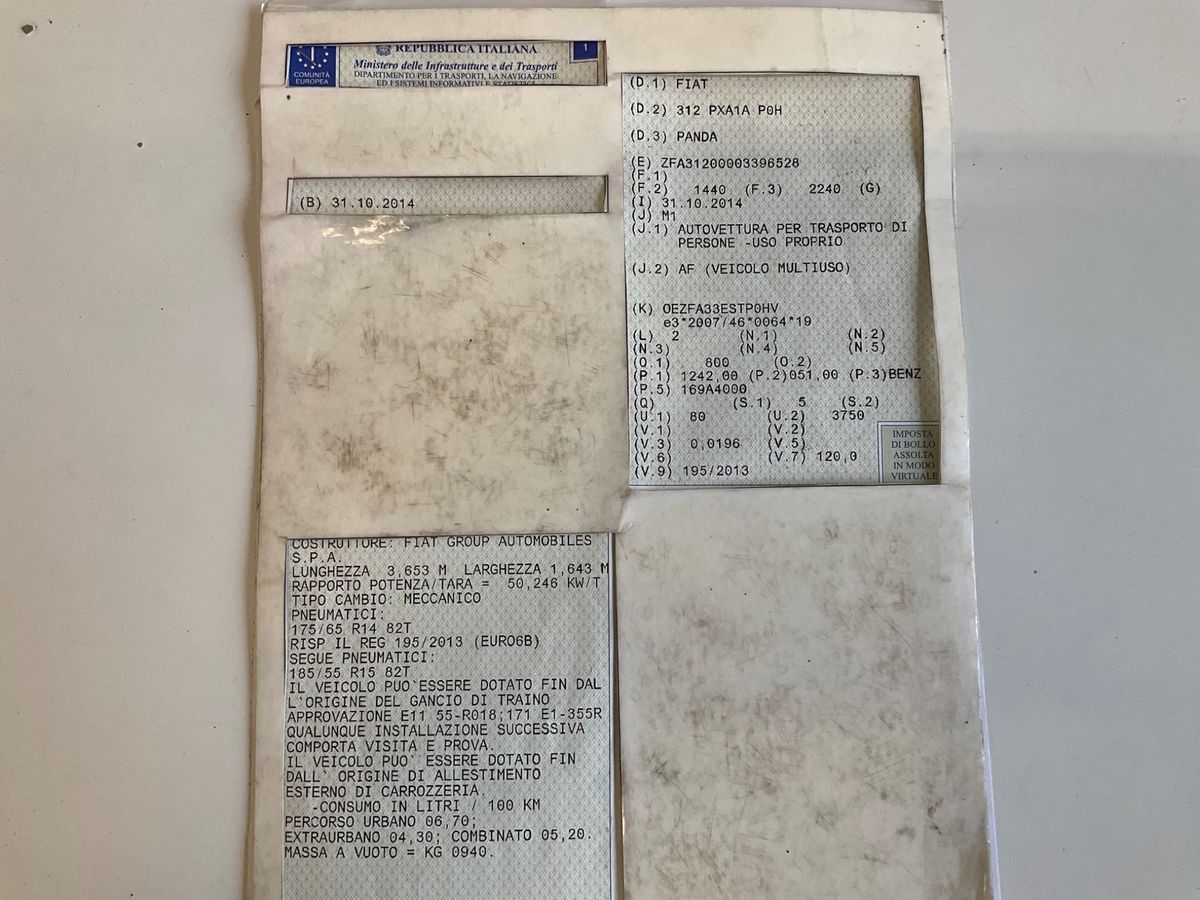 COMUNITÀ
EUROPEA
REPUBBLICA ITALIANA
Ministero delle Infrastrutture e dei Trasporti
DIPARTIMENTO PER I TRASPORTI, LA NAVIGAZIONE
ED I SISTEMI INFORMATIVI E STATISTICI
I
1
(B) 31.10.2014
COSTRUTTORE: FIAT GROUP AUTOMOBILES
S.P.A.
LUNGHEZZA 3,653 M LARGHEZZA 1,643 M
RAPPORTO POTENZA/TARA = 50,246 KW/T
TIPO CAMBIO: MECCANICO
PNEUMATICI:
175/65 R14 82T
RISP IL REG 195/2013 (EURO6B)
SEGUE PNEUMATICI:
185/55 R15 82T
IL VEICOLO PUO`ESSERE DOTATO FIN DAL
L`ORIGINE DEL GANCIO DI TRAINO
APPROVAZIONE E11 55-R018;171 E1-355R
QUALUNQUE INSTALLAZIONE SUCCESSIVA
COMPORTA VISITA E PROVA.
IL VEICOLO PUO` ESSERE DOTATO FIN
DALL` ORIGINE DI ALLESTIMENTO
ESTERNO DI CARROZZERIA.
-CONSUMO IN LITRI / 100 KM
PERCORSO URBANO 06,70;
EXTRAURBANO 04,30; COMBINATO 05,20.
MASSA A VUOTO = KG 0940.
(D.1) FIAT
(D.2) 312 PXA1A P0H
(D.3) PANDA
(E) ZFA31200003396528
(F.1)
(F.2) 1440 (F.3) 2240 (G)
(I) 31.10.2014
(J) M1
(J.1) AUTOVETTURA PER TRASPORTO DI
PERSONE -USO PROPRIO
(J.2) AF (VEICOLO MULTIUSO)
(K) OEZFA33ESTP0HV
e3*2007/46*0064*19
(L) 2 (N.1) (N.2)
(N.3) (N.4) (N.5)
(O.1) 800 (O.2)
(P.1) 1242,00 (P.2)051,00 (P.3)BENZ
(P.5) 169A4000
(Q) (S.1) 5 (S.2)
(U.1) 80 (U.2) 3750
(V.1) (V.2)
(V.3) 0,0196 (V.5)
(V.6) (V.7) 120,0
(V.9) 195/2013
IMPOSTA
DI BOLLO
ASSOLTA
IN MODO
VIRTUALE